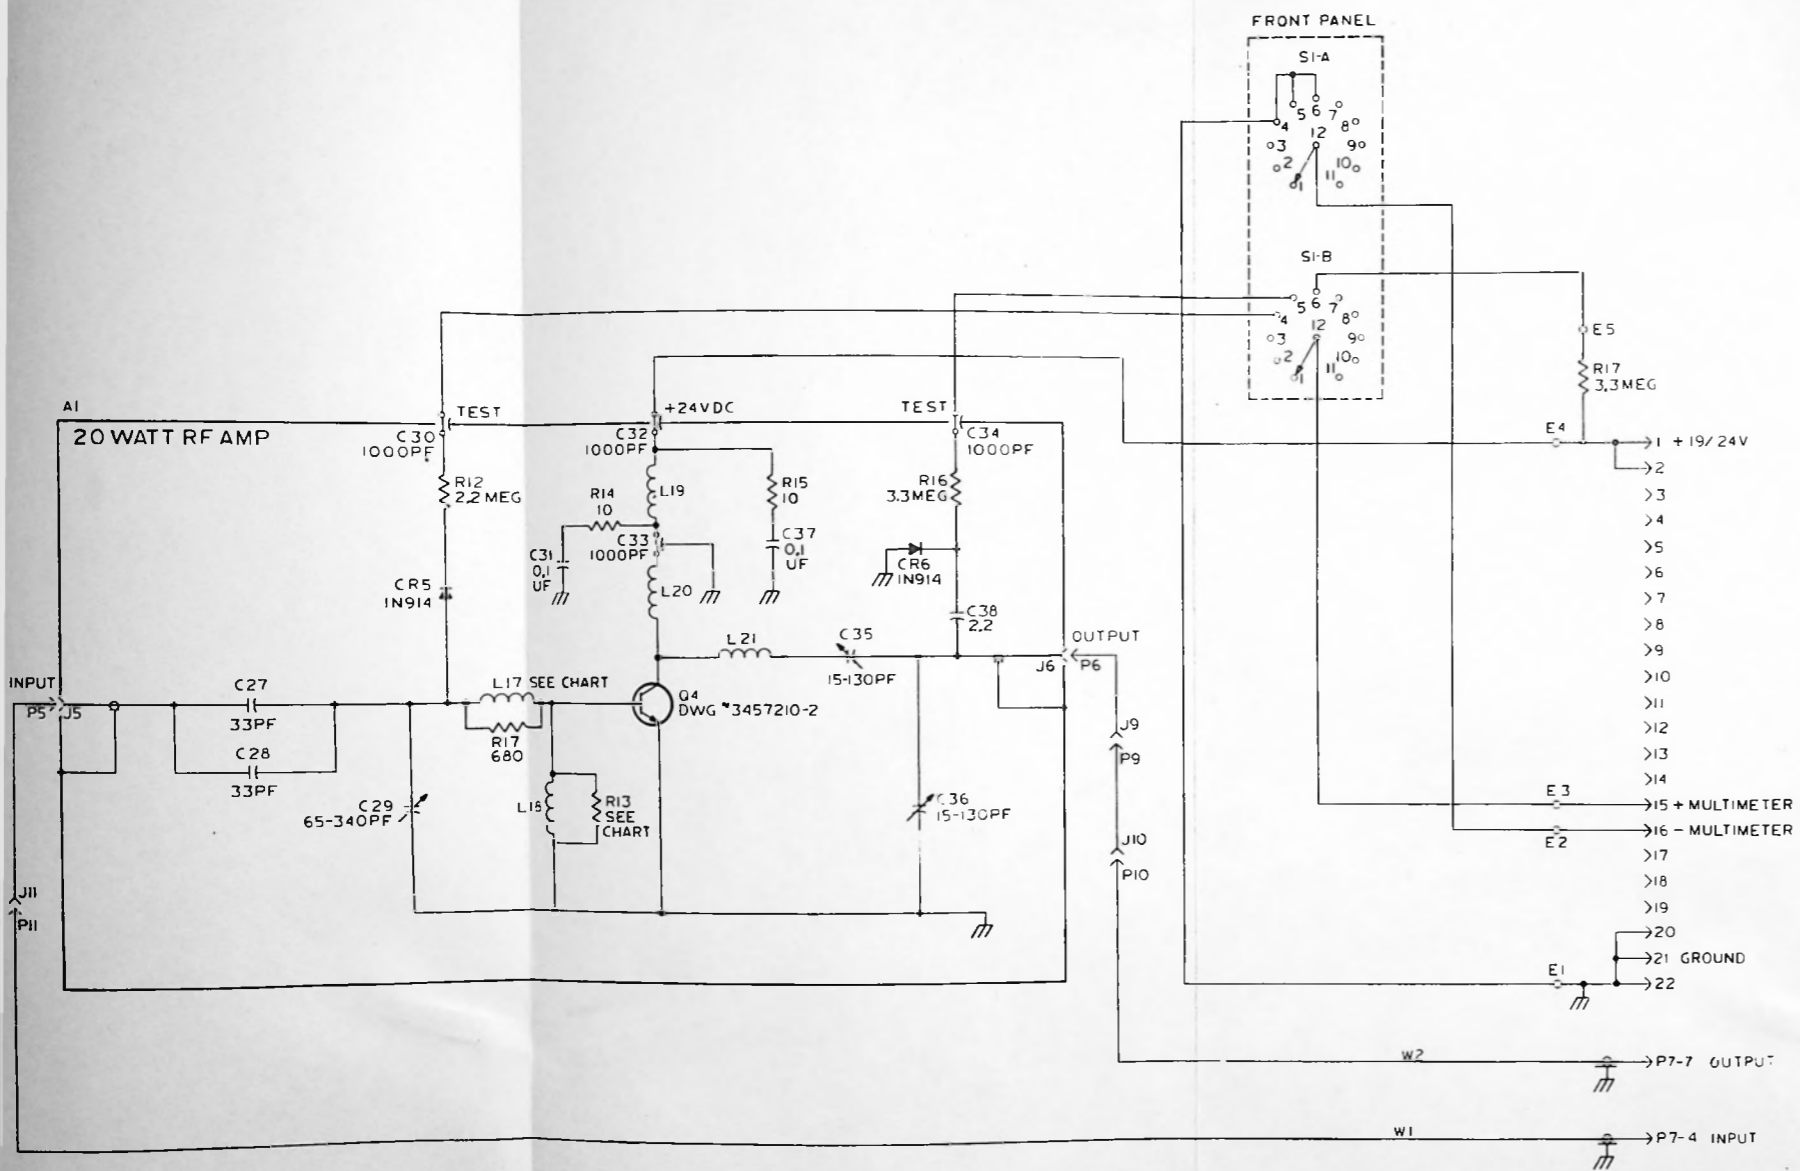 FRONT PANEL
S1-A
5 6 7
4 12 8
3 9
2 10
1 11
S1-B
5 6 7
4 12 8
3 9
2 10
1 11
E5
R17
3.3MEG
A1
TEST
+24VDC
TEST
20 WATT RF AMP
C30
1000PF
C32
1000PF
C34
1000PF
E4
1 +19/24V
2
3
4
5
6
7
8
9
10
11
12
13
14
E3
15 + MULTIMETER
16 - MULTIMETER
E2
17
18
19
20
21 GROUND
E1
22
R12
2.2 MEG
R14
10
L19
R15
10
R16
3.3MEG
C33
1000PF
C37
0.1
UF
C31
0.1
UF
CR6
1N914
CR5
1N914
L20
C38
2.2
L21
C35
15-130PF
OUTPUT
J6
P6
INPUT
P5
J5
C27
33PF
L17 SEE CHART
Q4
DWG #3457210-2
R17
680
C28
33PF
J9
P9
C29
65-340PF
L18
R13
SEE
CHART
C36
15-130PF
J10
P10
J11
P11
W2
P7-7 OUTPUT
W1
P7-4 INPUT